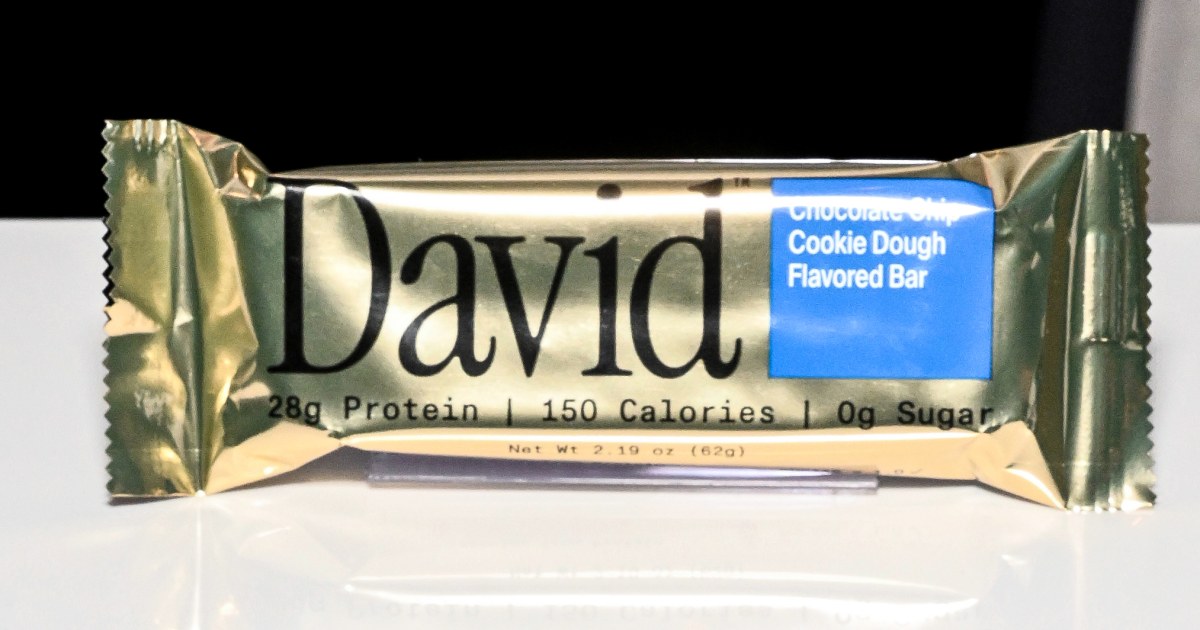 David™
Chocolate Chip
Cookie Dough
Flavored Bar
28g Protein | 150 Calories | 0g Sugar
Net Wt 2.19 oz (62g)